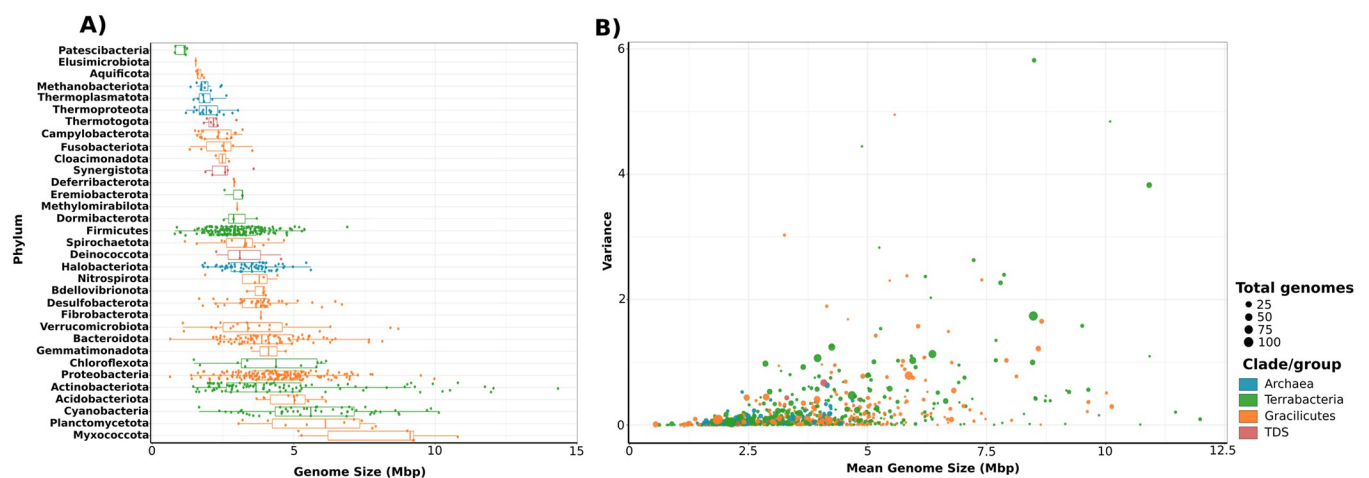 A)
Phylum
Patescibacteria
Elusimicrobiota
Aquificota
Methanobacteriota
Thermoplasmatota
Thermoproteota
Thermotogota
Campylobacterota
Fusobacteriota
Cloacimonadota
Synergistota
Deferribacterota
Eremiobacterota
Methylomirabilota
Dormibacterota
Firmicutes
Spirochaetota
Deinococcota
Halobacteriota
Nitrospirota
Bdellovibrionota
Desulfobacterota
Fibrobacterota
Verrucomicrobiota
Bacteroidota
Gemmatimonadota
Chloroflexota
Proteobacteria
Actinobacteriota
Acidobacteriota
Cyanobacteria
Planctomycetota
Myxococcota
0 5 10 15
Genome Size (Mbp)
B)
Variance
6
4
2
0
0 2.5 5 7.5 10 12.5
Mean Genome Size (Mbp)
Total genomes
25
50
75
100
Clade/group
Archaea
Terrabacteria
Gracilicutes
TDS